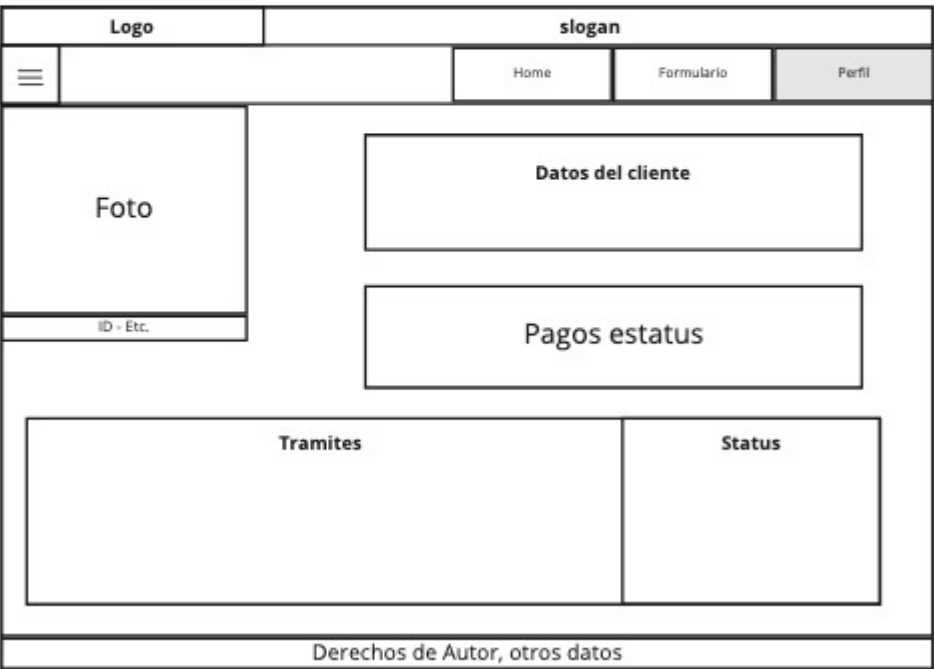 Logo
slogan
Home
Formulario
Perfil
Foto
ID - Etc.
Datos del cliente
Pagos estatus
Tramites
Status
Derechos de Autor, otros datos